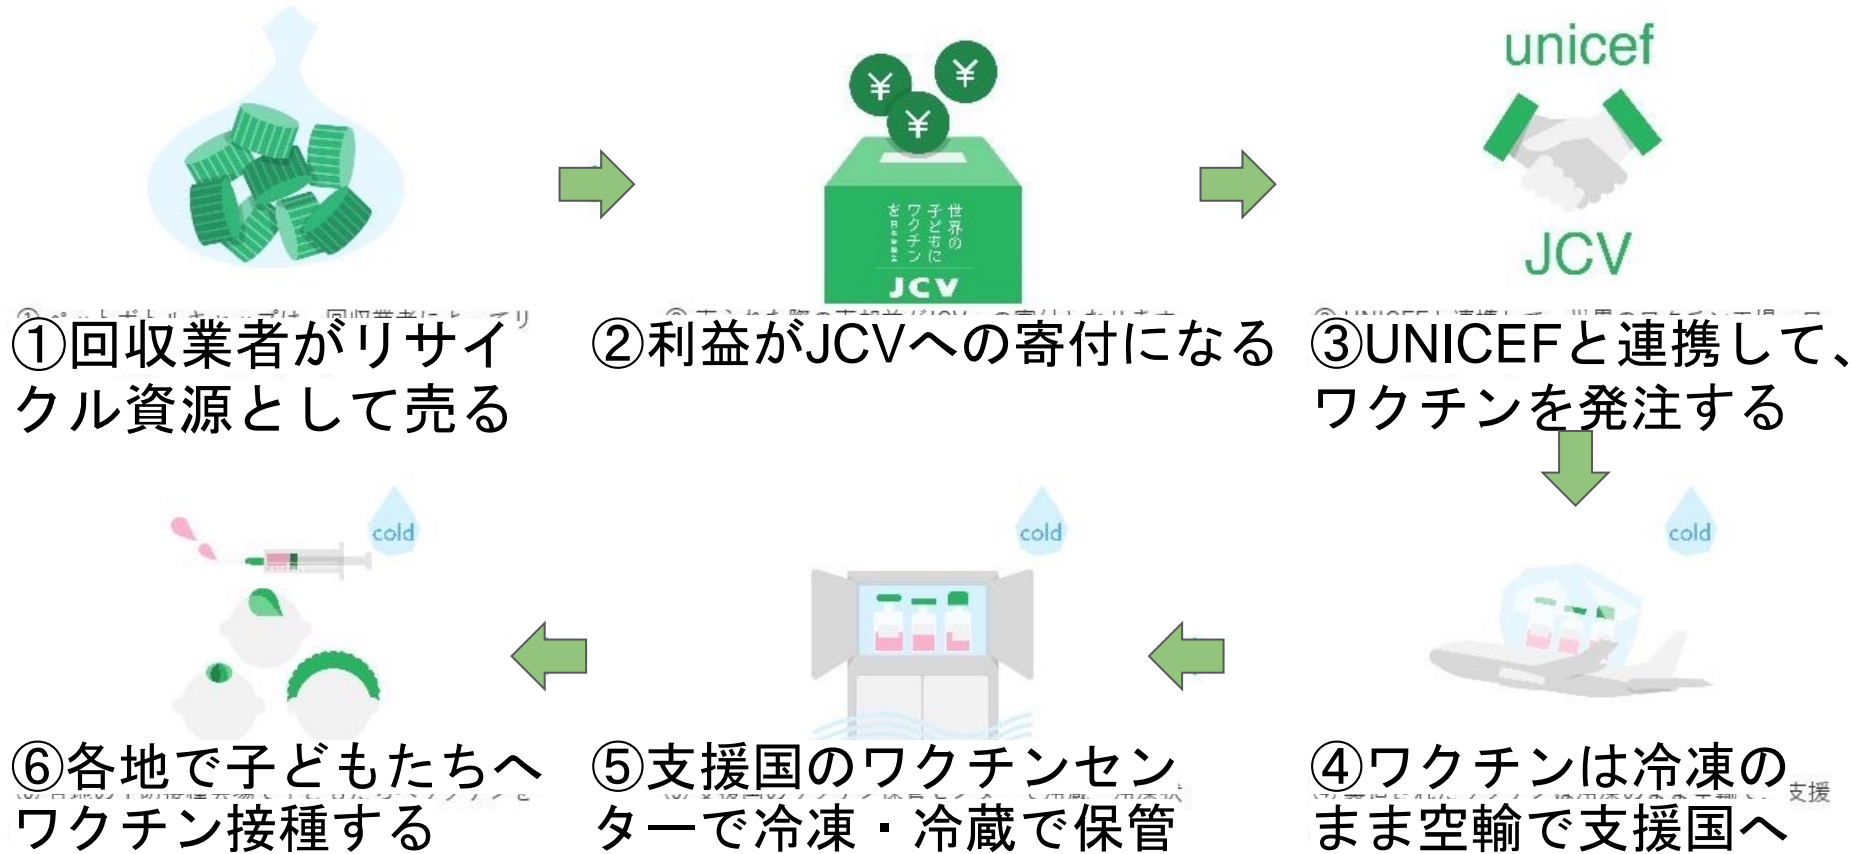 unicef
JCV
¥
¥
¥
世界の
子どもに
ワクチン
を
JCV
①回収業者がリサイ
クル資源として売る
②利益がJCVへの寄付になる
③UNICEFと連携して、
ワクチンを発注する
cold
cold
cold
⑥各地で子どもたちへ
ワクチン接種する
⑤支援国のワクチンセン
ターで冷凍・冷蔵で保管
④ワクチンは冷凍の
まま空輸で支援国へ
支援